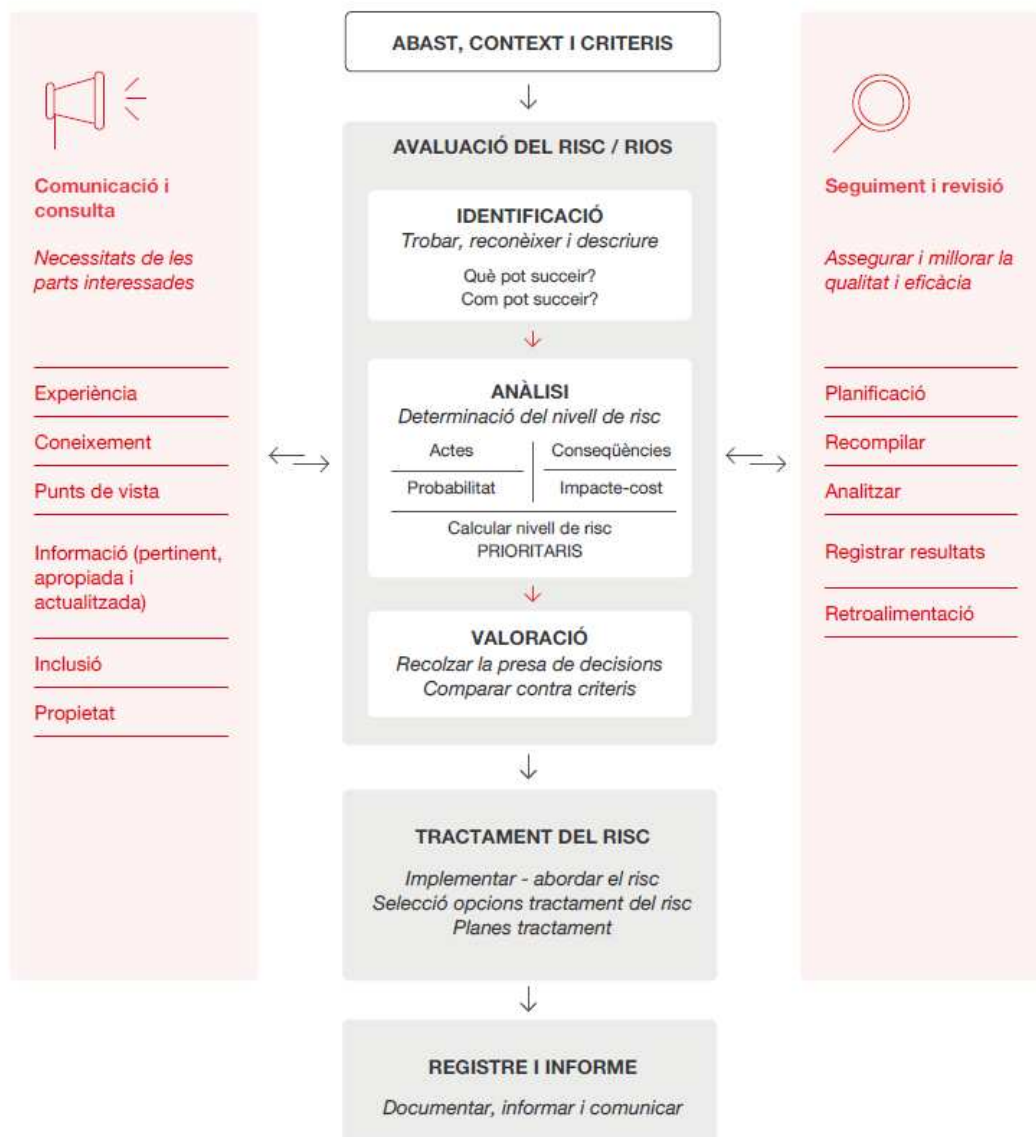 ABAST, CONTEXT I CRITERIS
Comunicació i
consulta
Necessitats de les
parts interessades
Experiència
Coneixement
Punts de vista
Informació (pertinent,
apropiada i
actualitzada)
Inclusió
Propietat
AVALUACIÓ DEL RISC / RIOS
IDENTIFICACIÓ
Trobar, reconèixer i descriure
Què pot succeir?
Com pot succeir?
ANÀLISI
Determinació del nivell de risc
Actes
Conseqüències
Probabilitat
Impacte-cost
Calcular nivell de risc
PRIORITARIS
VALORACIÓ
Recolzar la presa de decisions
Comparar contra criteris
TRACTAMENT DEL RISC
Implementar - abordar el risc
Selecció opcions tractament del risc
Planes tractament
REGISTRE I INFORME
Documentar, informar i comunicar
Seguiment i revisió
Assegurar i millorar la
qualitat i eficàcia
Planificació
Recompilar
Analitzar
Registrar resultats
Retroalimentació